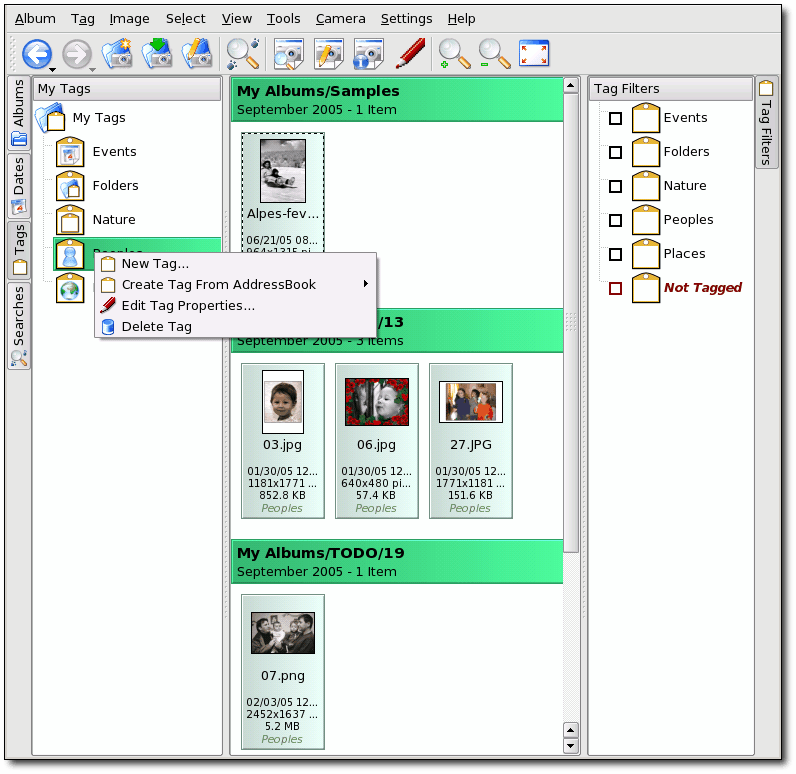 Album Tag Image Select View Tools Camera Settings Help
Albums
Dates
Tags
Searches
My Tags
My Tags
Events
Folders
Nature
Peoples
New Tag...
Create Tag From AddressBook
Edit Tag Properties...
Delete Tag
My Albums/Samples
September 2005 - 1 Item
Alpes-fev...
06/21/05 08...
964x1315 pi...
/13
September 2005 - 3 Items
03.jpg
01/30/05 12...
1181x1771 ...
852.8 KB
Peoples
06.jpg
01/30/05 12...
640x480 pi...
57.4 KB
Peoples
27.JPG
01/30/05 12...
1771x1181 ...
151.6 KB
Peoples
My Albums/TODO/19
September 2005 - 1 Item
07.png
02/03/05 12...
2452x1637 ...
5.2 MB
Peoples
Tag Filters
Events
Folders
Nature
Peoples
Places
Not Tagged
Tag Filters